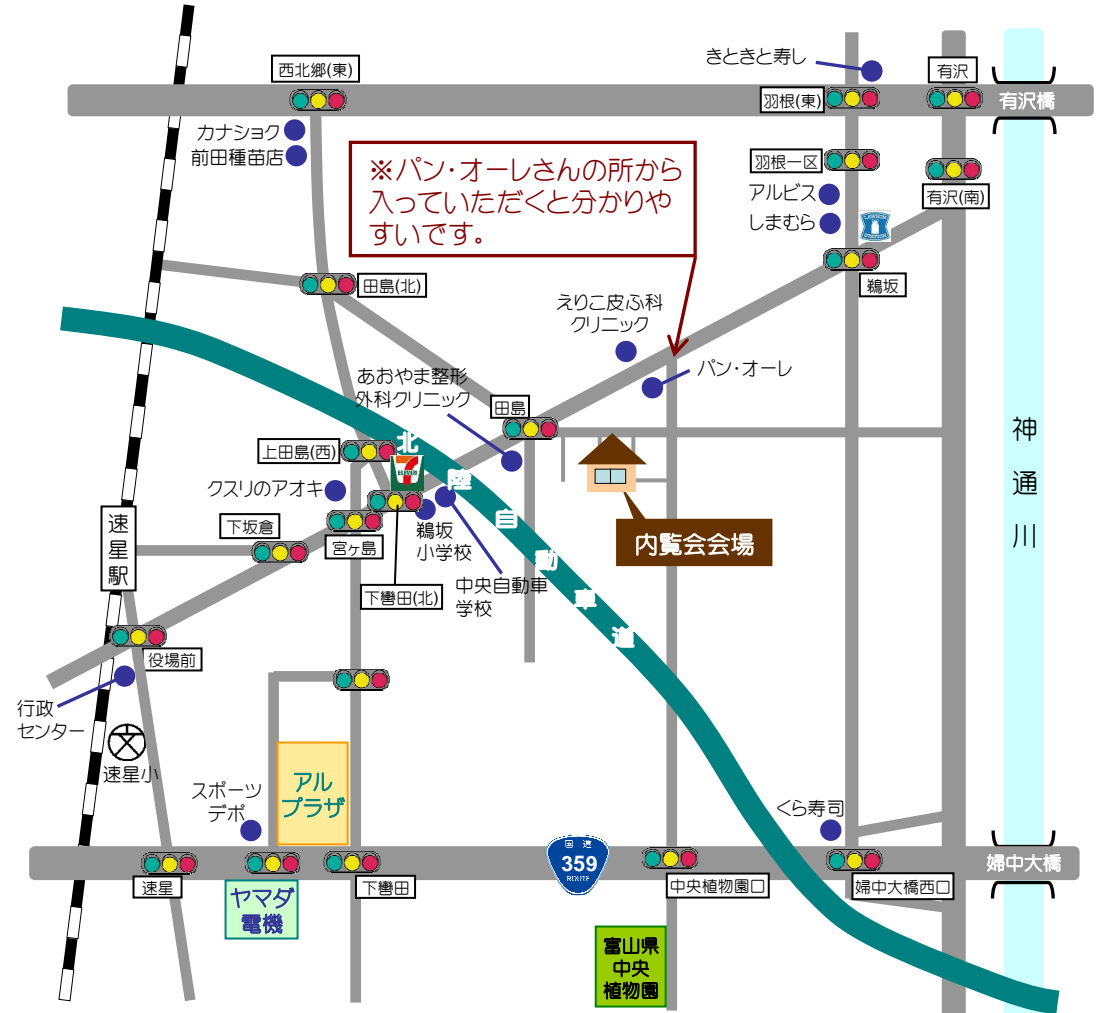 きときと寿し
西北郷(東)
有沢
羽根(東)
有沢橋
カナショク
前田種苗店
※パン・オーレさんの所から
入っていただくと分かりや
すいです。
羽根一区
有沢(南)
アルビス
しまむら
LAWSON
STATION
田島(北)
鵜坂
えりこ皮ふ科
クリニック
パン・オーレ
あおやま整形
外科クリニック
田島
神通川
上田島(西)
北陸自動車道
ELEVEN
クスリのアオキ
速星駅
下坂倉
宮ヶ島
鵜坂
小学校
内覧会会場
下轡田(北)
中央自動車
学校
役場前
行政
センター
文
速星小
アル
プラザ
スポーツ
デポ
くら寿司
国道
359
ROUTE
婦中大橋
速星
下轡田
中央植物園口
婦中大橋西口
ヤマダ
電機
富山県
中央
植物園